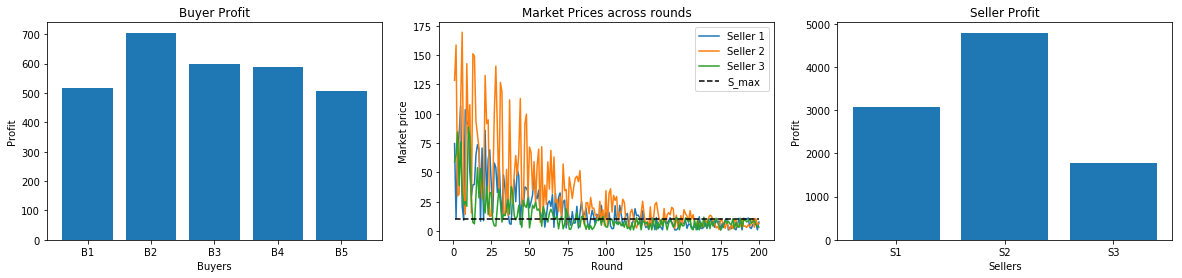 Buyer Profit
Profit
700
600
500
400
300
200
100
0
B1 B2 B3 B4 B5
Buyers
Market Prices across rounds
Market price
175
150
125
100
75
50
25
0
Seller 1
Seller 2
Seller 3
S_max
0 25 50 75 100 125 150 175 200
Round
Seller Profit
Profit
5000
4000
3000
2000
1000
0
S1 S2 S3
Sellers